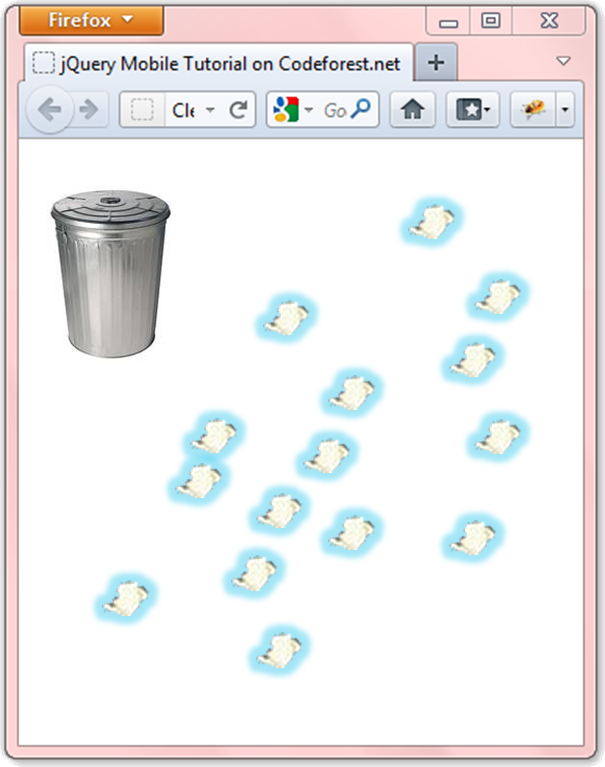 Firefox
jQuery Mobile Tutorial on Codeforest.net
Cle
Go